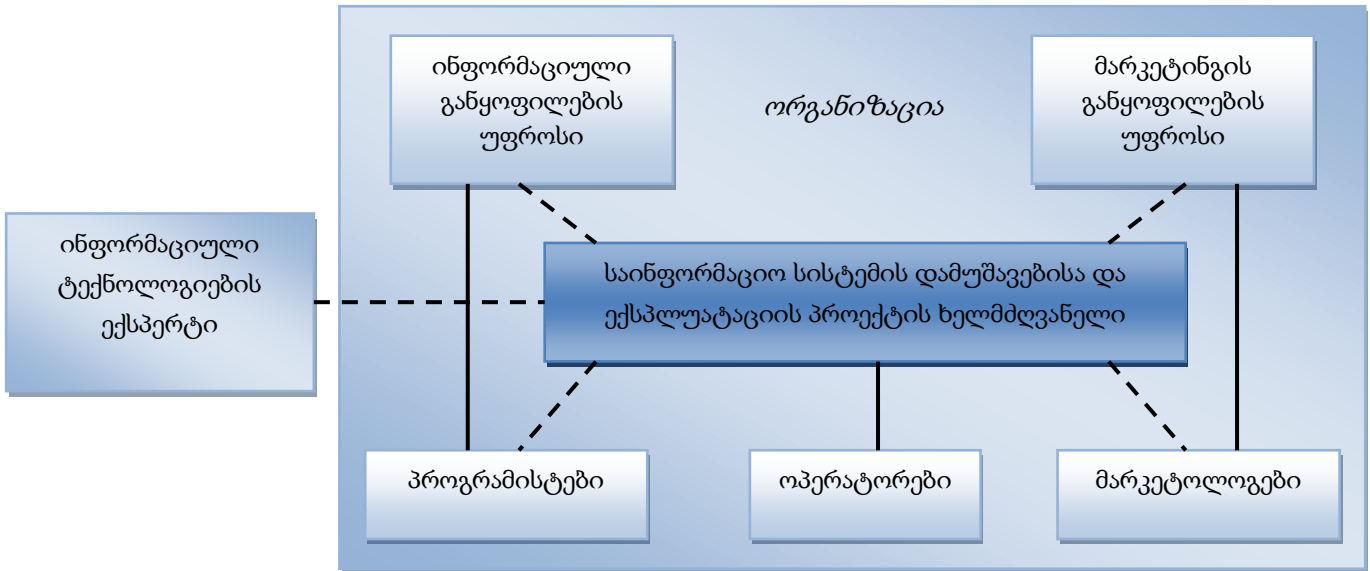 ინფორმაციული
განყოფილების
უფროსი
ორგანიზაცია
მარკეტინგის
განყოფილების
უფროსი
ინფორმაციული
ტექნოლოგიების
ექსპერტი
საინფორმაციო სისტემის დამუშავებისა და
ექსპლუატაციის პროექტის ხელმძღვანელი
პროგრამისტები
ოპერატორები
მარკეტოლოგები